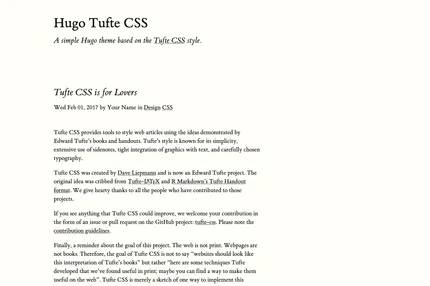 Hugo Tufte CSS
A simple Hugo theme based on the Tufte CSS style.
Tufte CSS is for Lovers
Wed Feb 01, 2017 by Your Name in Design CSS
Tufte CSS provides tools to style web articles using the ideas demonstrated by
Edward Tufte's books and handouts. Tufte's style is known for its simplicity,
extensive use of sidenotes, tight integration of graphics with text, and carefully chosen
typography.
Tufte CSS was created by Dave Liepmann and is now an Edward Tufte project. The
original idea was cribbed from Tufte-LATEX and R Markdown's Tufte Handout
format. We give hearty thanks to all the people who have contributed to those
projects.
If you see anything that Tufte CSS could improve, we welcome your contribution in
the form of an issue or pull request on the GitHub project: tufte-css. Please note the
contribution guidelines.
Finally, a reminder about the goal of this project. The web is not print. Webpages are
not books. Therefore, the goal of Tufte CSS is not to say “websites should look like
this interpretation of Tufte's books” but rather “here are some techniques Tufte
developed that we've found useful in print; maybe you can find a way to make them
useful on the web”. Tufte CSS is merely a sketch of one way to implement this